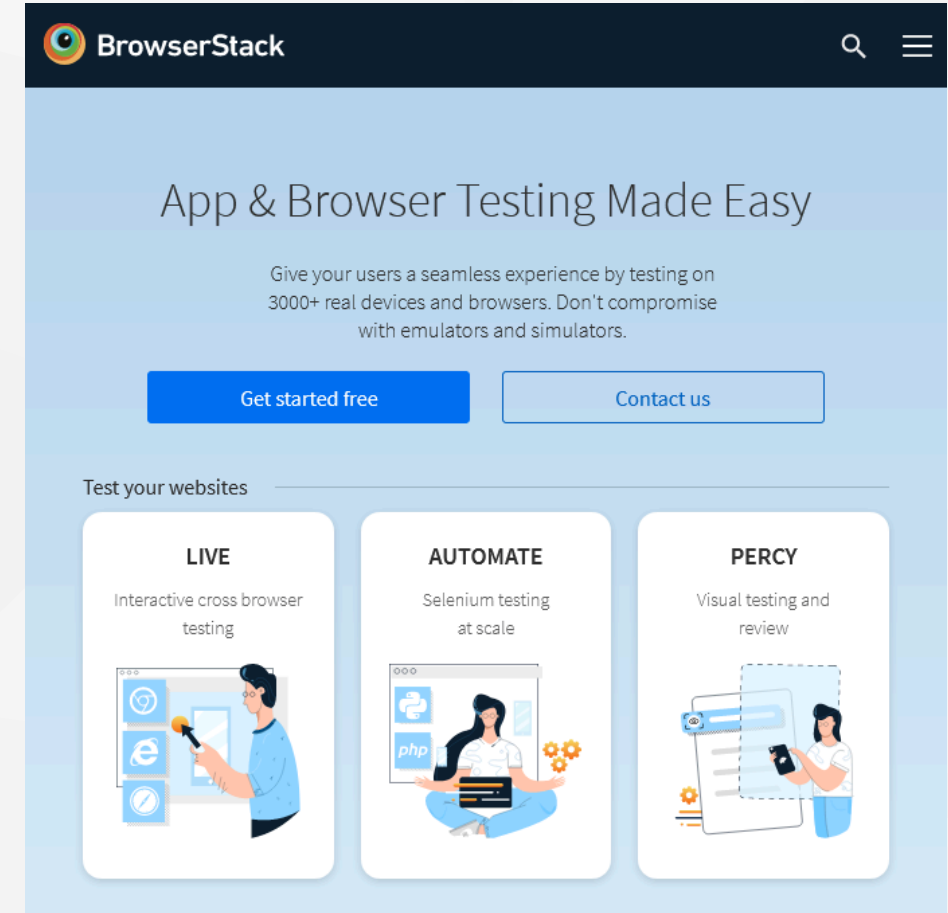 BrowserStack
App & Browser Testing Made Easy
Give your users a seamless experience by testing on
3000+ real devices and browsers. Don't compromise
with emulators and simulators.
Get started free
Contact us
Test your websites
LIVE
Interactive cross browser
testing
AUTOMATE
Selenium testing
at scale
php
PERCY
Visual testing and
review